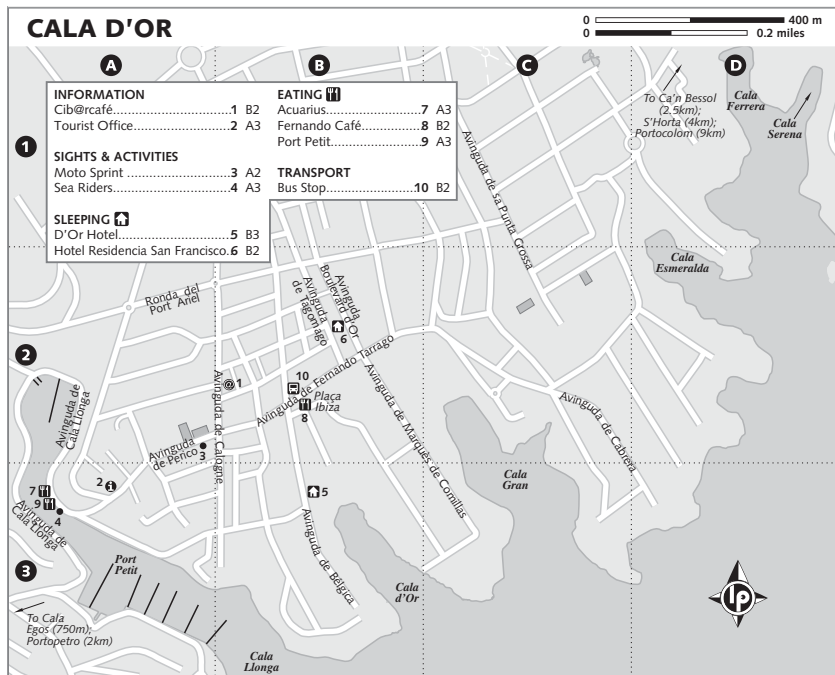 CALA D'OR
0 400 m
0 0.2 miles
A
B
C
D
1
2
3
INFORMATION
Cib@rcafé..........................1 B2
Tourist Office.....................2 A3
SIGHTS & ACTIVITIES
Moto Sprint ......................3 A2
Sea Riders.........................4 A3
SLEEPING
D'Or Hotel........................5 B3
Hotel Residencia San Francisco.6 B2
EATING
Acuarius............................7 A3
Fernando Café...................8 B2
Port Petit..........................9 A3
TRANSPORT
Bus Stop..........................10 B2
To Ca'n Bessol
(2.5km);
S'Horta (4km);
Portocolom (9km)
Cala
Ferrera
Cala
Serena
Avinguda de sa Punta Grossa
Cala
Esmeralda
Ronda del
Port Ariel
Avinguda
de Tagomago
Avinguda
Boulevard d'Or
6
Avinguda de Fernando Tarrago
1
10
Plaça
Ibiza
8
Avinguda de
Cala Llonga
Avinguda de Calogne
Avinguda
de Perico
3
Avinguda de Marquès de Comillas
Avinguda de Cabrera
Cala
Gran
2
7
9
4
5
Avinguda de
Cala Llonga
Avinguda de Bèlgica
Port
Petit
Cala
d'Or
To Cala
Egos (750m);
Portopetro (2km)
Cala
Llonga
lp